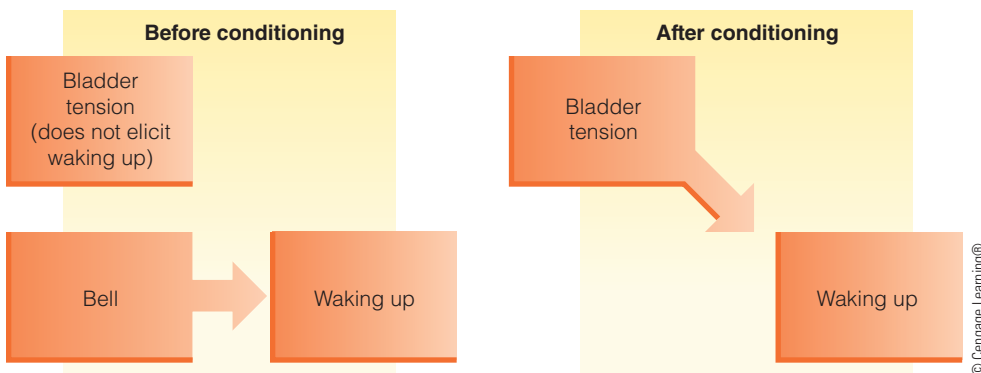 Before conditioning
Bladder
tension
(does not elicit
waking up)
Bell
Waking up
After conditioning
Bladder
tension
Waking up
© Cengage Learning®